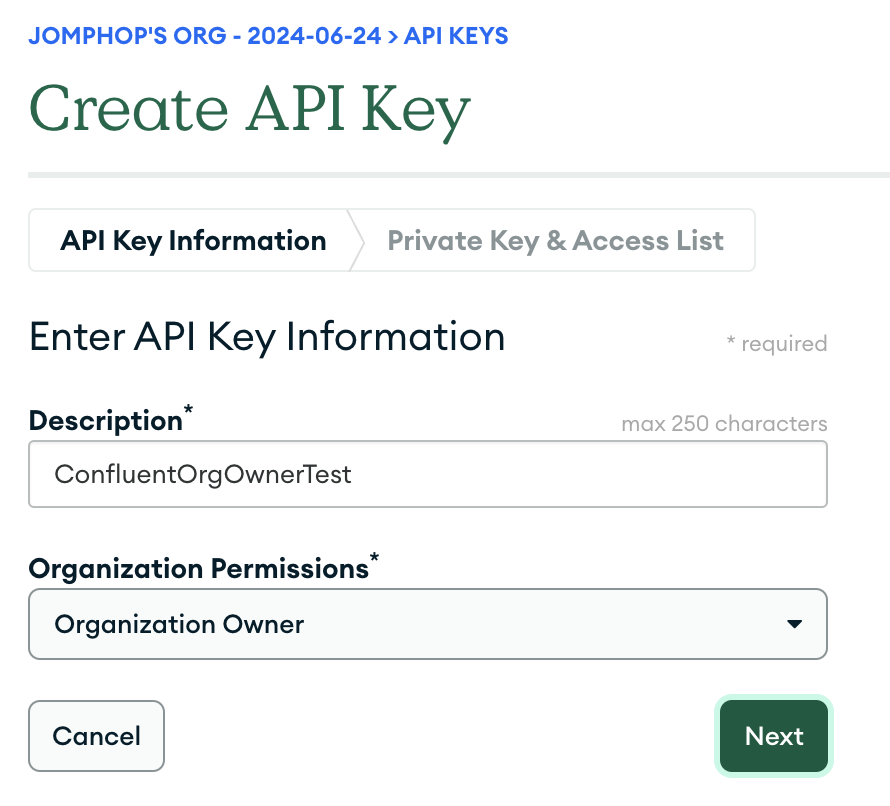 JOMPHOP'S ORG - 2024-06-24 > API KEYS
Create API Key
API Key Information
Private Key & Access List
Enter API Key Information
* required
Description*
max 250 characters
ConfluentOrgOwnerTest
Organization Permissions*
Organization Owner
Cancel
Next